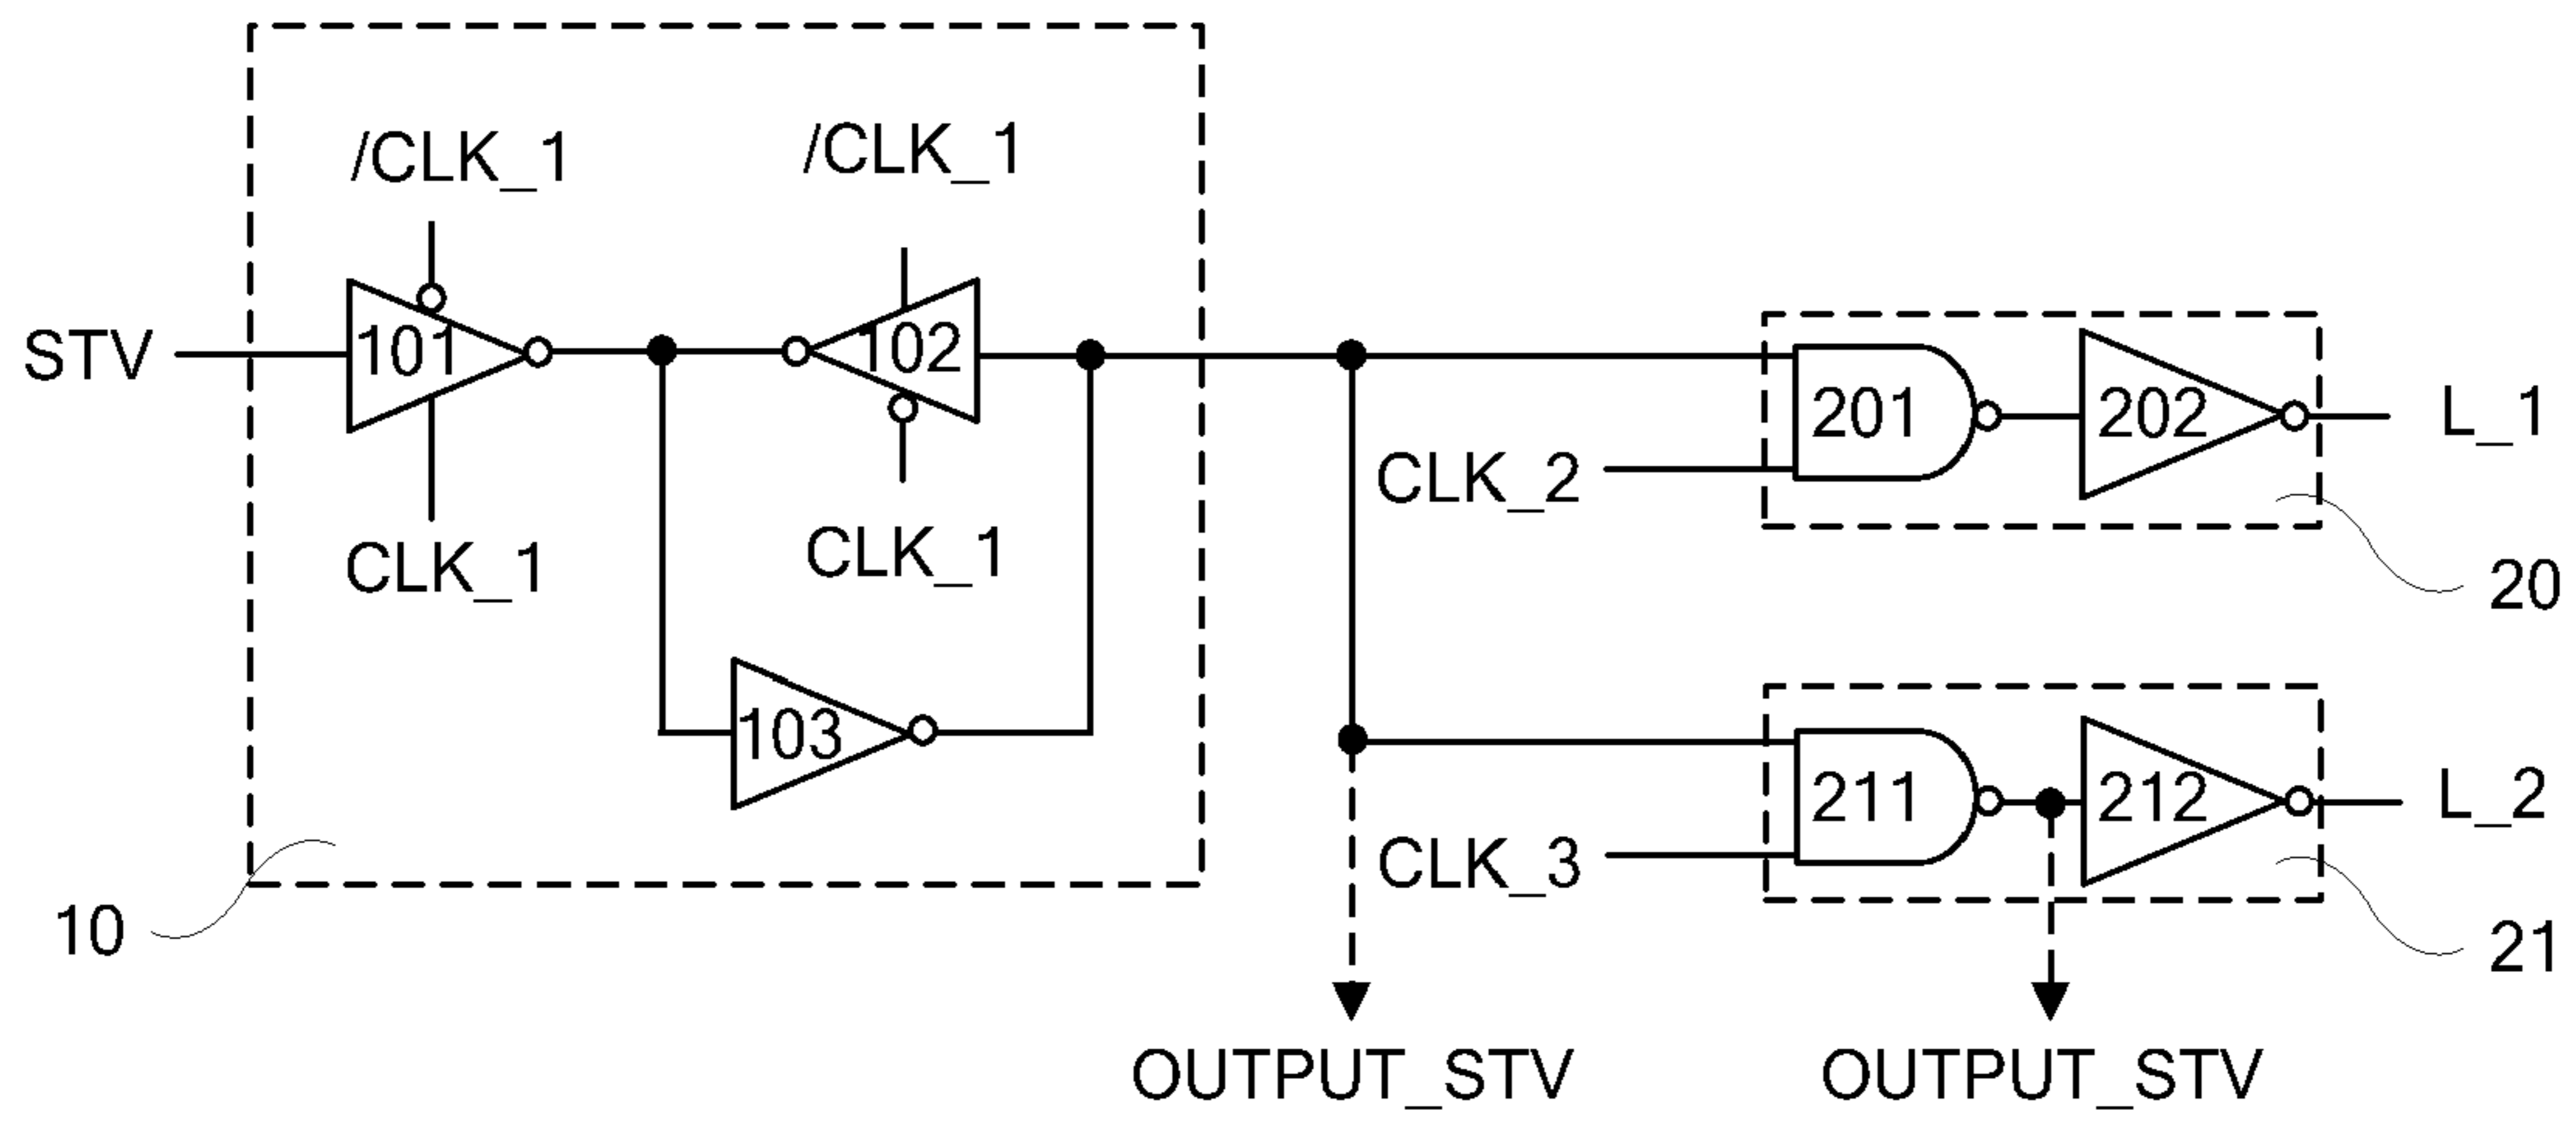 /CLK_1
/CLK_1
STV
101
102
CLK_1
CLK_1
103
10
201
202
L_1
CLK_2
20
211
212
L_2
CLK_3
21
OUTPUT_STV
OUTPUT_STV